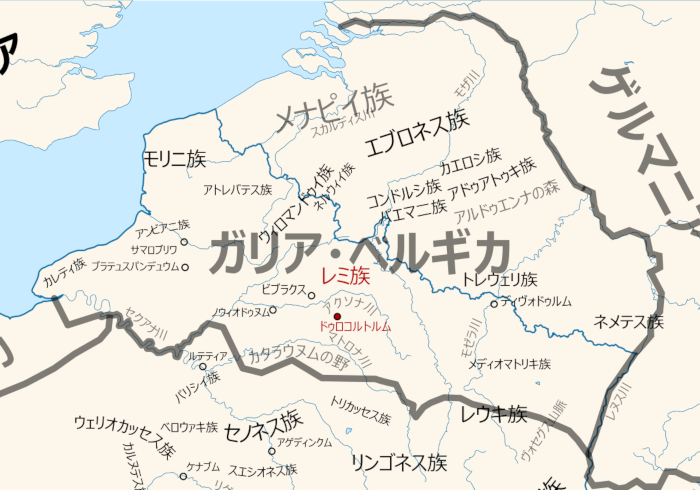 ア
ゲルマニ
メナピイ族
モザ川
スカルディス川
エブロネス族
モリニ族
カエロシ族
アトレバテス族
ネルウィイ族
コンドルシ族
アドゥアトゥキ族
ヴィロマンドゥイ族
パエマニ族
アルドゥエンナの森
アンビアニ族
サマロブリワ
ガリア・ベルギカ
カレティ族
ブラテュスパンデュウム
レミ族
トレウェリ族
ビブラクス
アクソナ川
ディヴォドゥルム
ノウィオドゥヌム
セクアナ川
ドゥロコルトルム
ネメテス族
マトロナ川
モゼラ川
ルテティア
カタラウヌムの野
メディオマトリキ族
パリシイ族
レヌス川
トリカッセス族
レウキ族
ヴォセグス山脈
ウェリオカッセス族
ベロウァキ族
セノネス族
アゲディンクム
カルヌテス
ケナブム
スエシオネス族
リンゴネス族
族